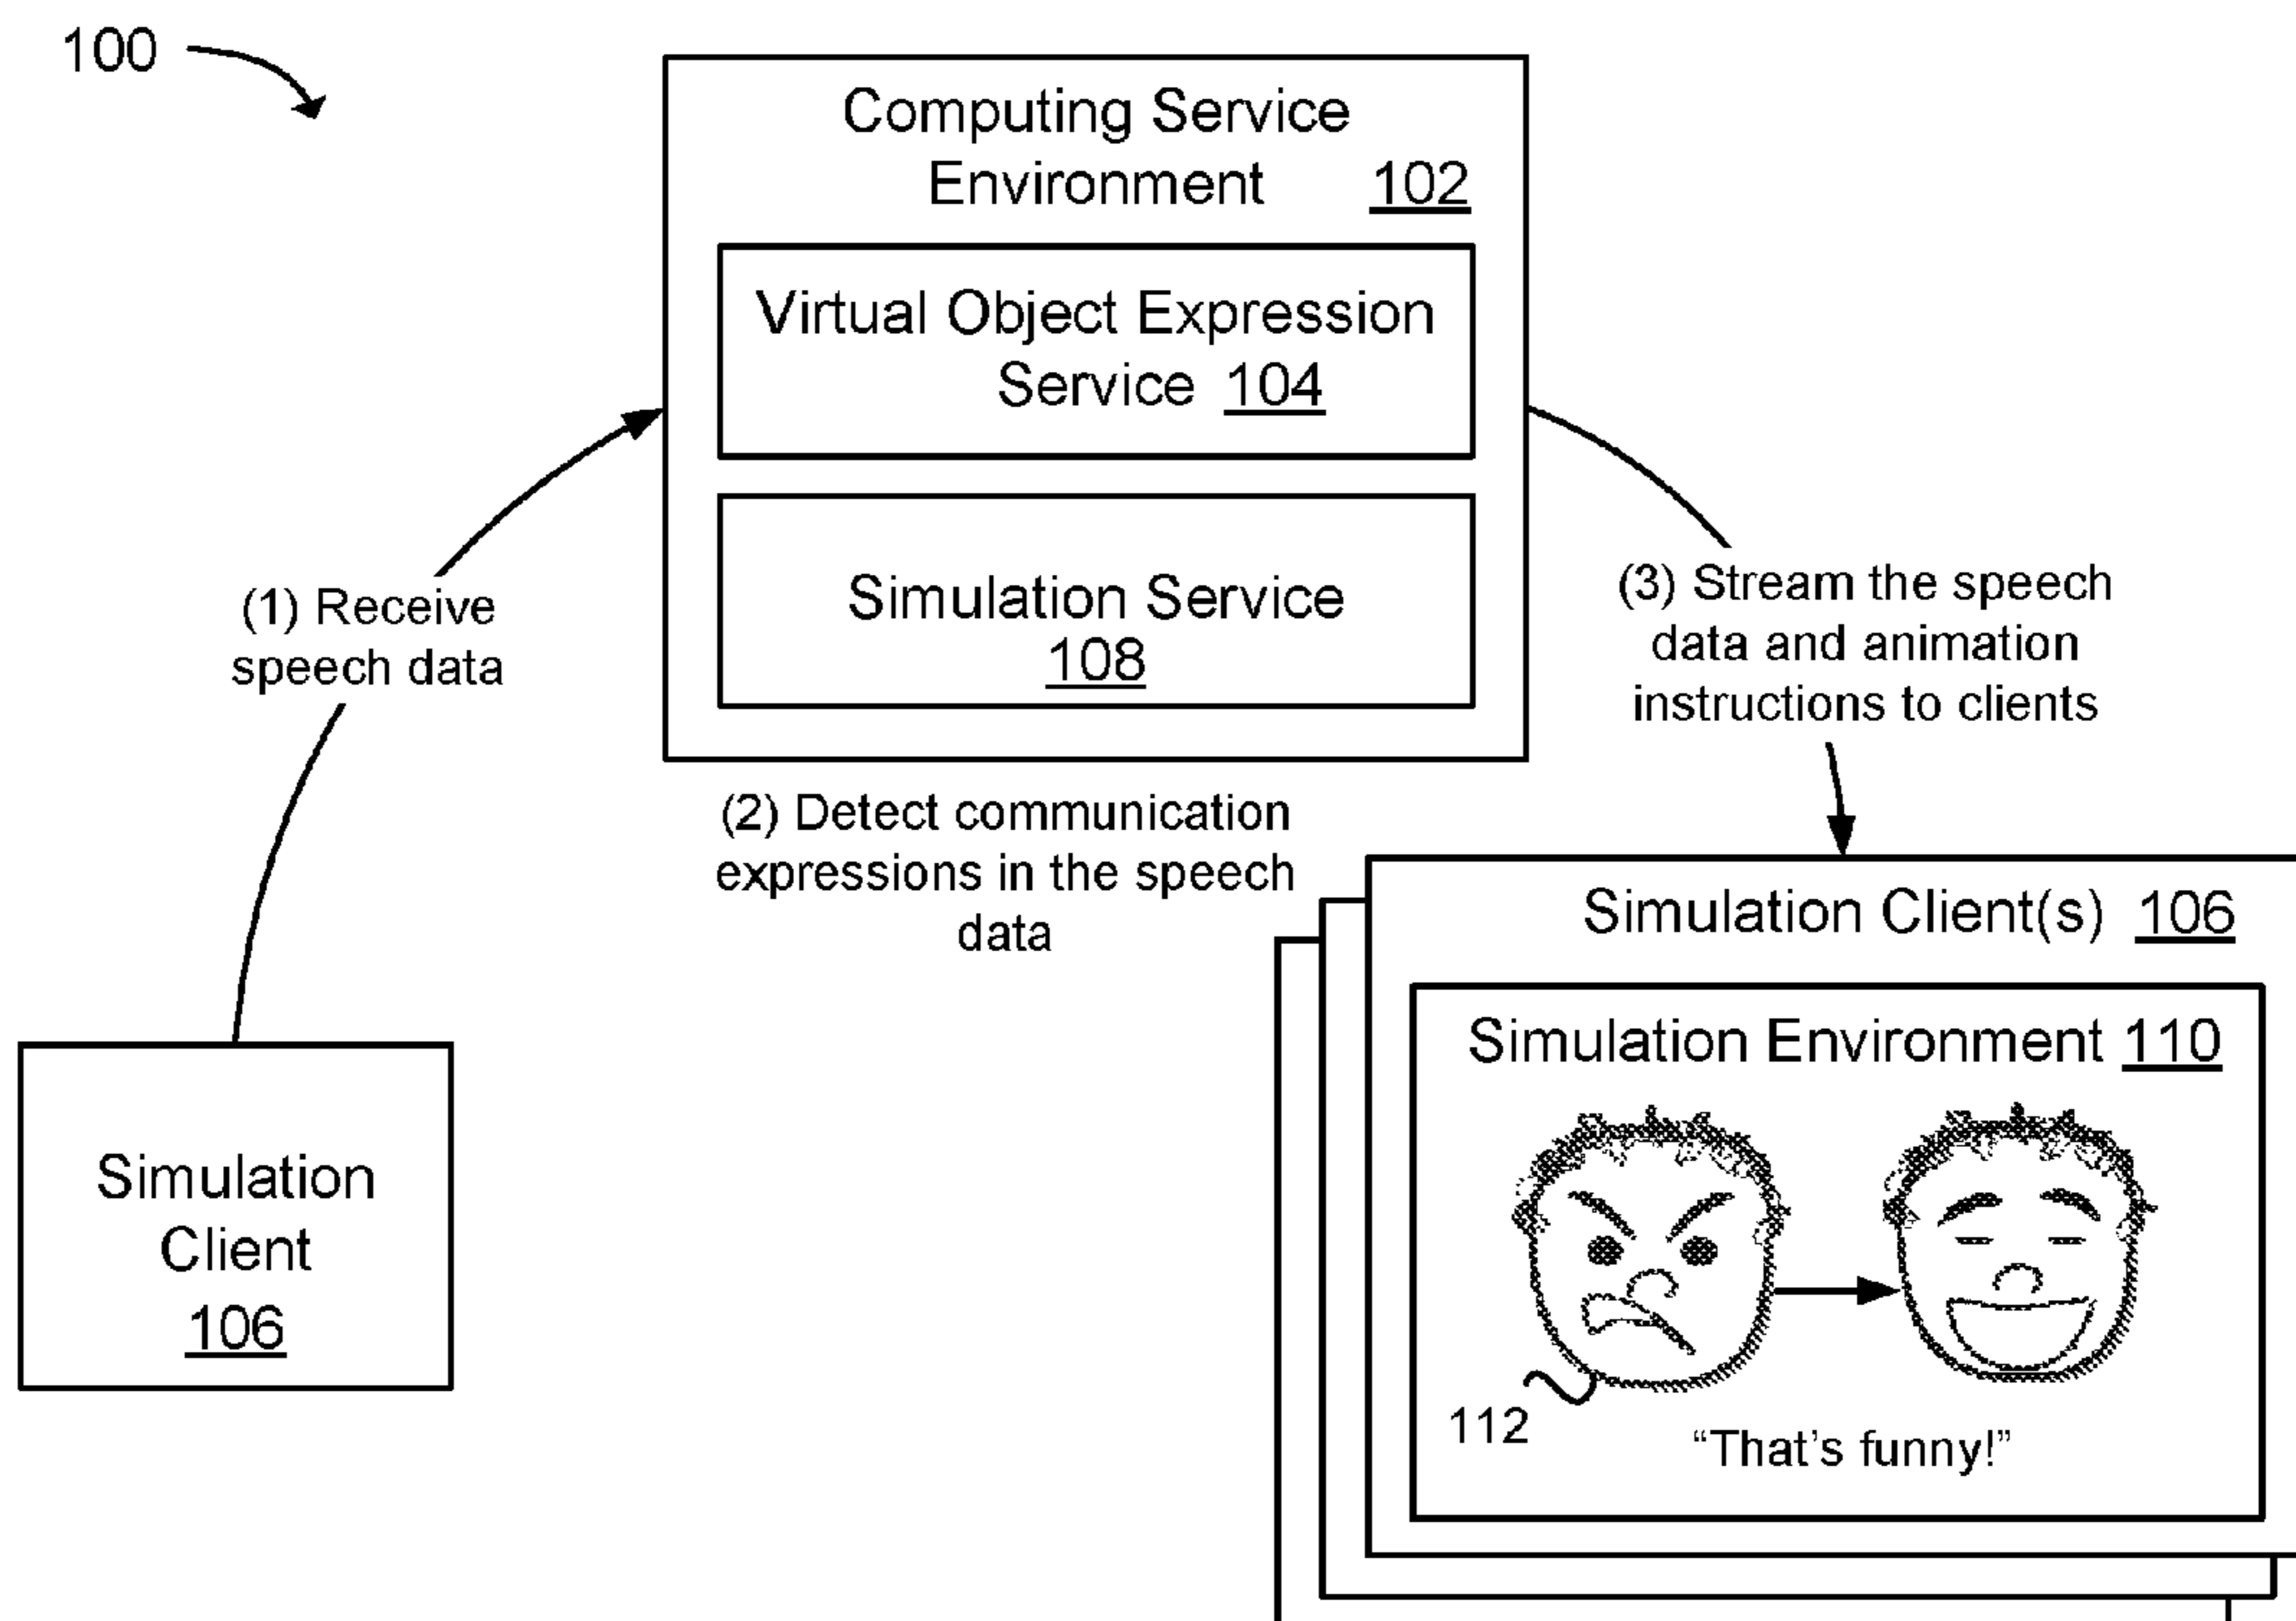 100
Computing Service
Environment 102
Virtual Object Expression
Service 104
Simulation Service
108
(1) Receive
speech data
(2) Detect communication
expressions in the speech
data
(3) Stream the speech
data and animation
instructions to clients
Simulation
Client
106
Simulation Client(s) 106
Simulation Environment 110
112
“That’s funny!”